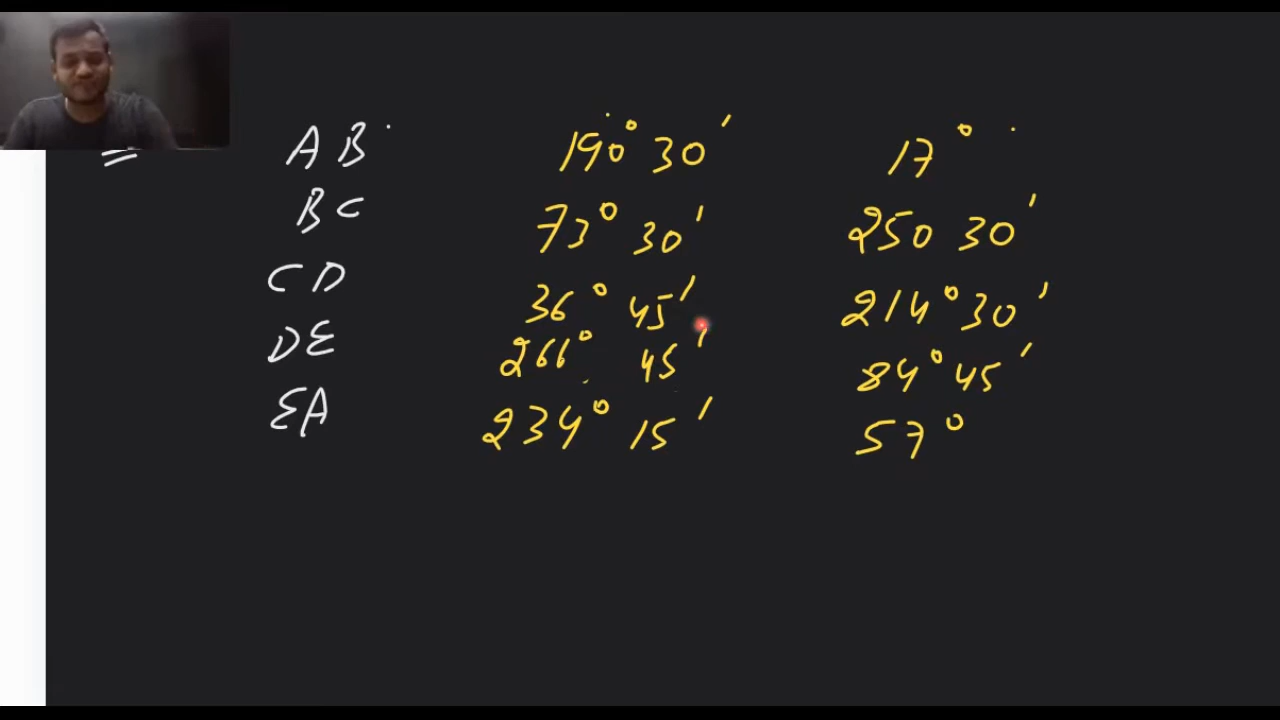 AB 190° 30' 17°
BC 73° 30' 250 30'
CD 36° 45' 214° 30'
DE 266° 45' 84° 45'
EA 234° 15' 57°